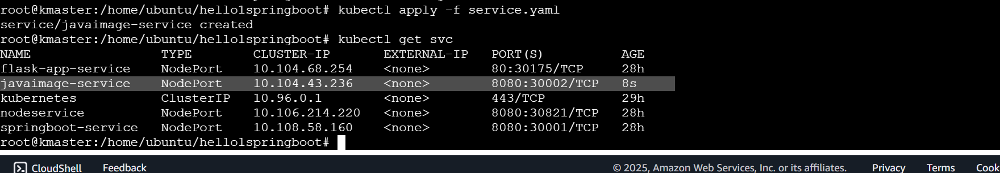 root@kmaster:/home/ubuntu/hello1springboot# kubectl apply -f service.yaml
service/javaimage-service created
root@kmaster:/home/ubuntu/hello1springboot# kubectl get svc
NAME TYPE CLUSTER-IP EXTERNAL-IP PORT(S) AGE
flask-app-service NodePort 10.104.68.254 <none> 80:30175/TCP 28h
javaimage-service NodePort 10.104.43.236 <none> 8080:30002/TCP 8s
kubernetes ClusterIP 10.96.0.1 <none> 443/TCP 29h
nodeservice NodePort 10.106.214.220 <none> 8080:30821/TCP 28h
springboot-service NodePort 10.108.58.160 <none> 8080:30001/TCP 28h
root@kmaster:/home/ubuntu/hello1springboot#
CloudShell Feedback © 2025, Amazon Web Services, Inc. or its affiliates. Privacy Terms Cook